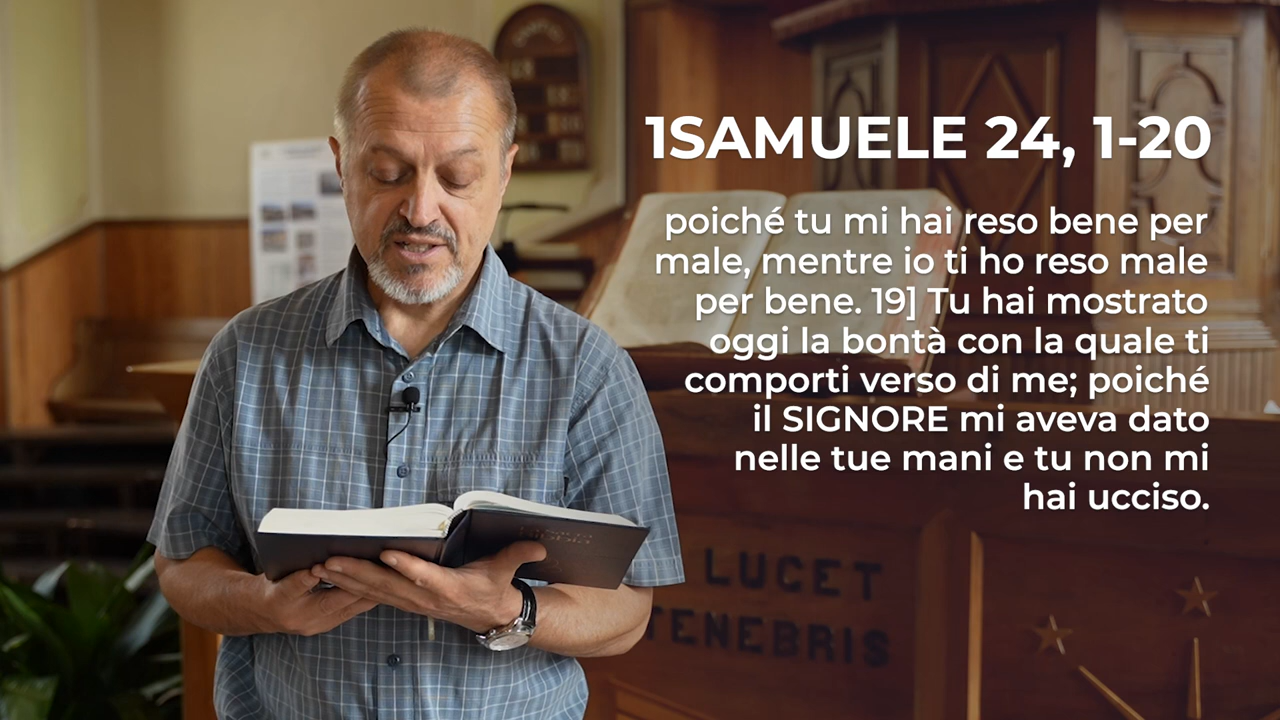 1SAMUELE 24, 1-20
poiché tu mi hai reso bene per
male, mentre io ti ho reso male
per bene. 19] Tu hai mostrato
oggi la bontà con la quale ti
comporti verso di me; poiché
il SIGNORE mi aveva dato
nelle tue mani e tu non mi
hai ucciso.
LUCET
TENEBRIS